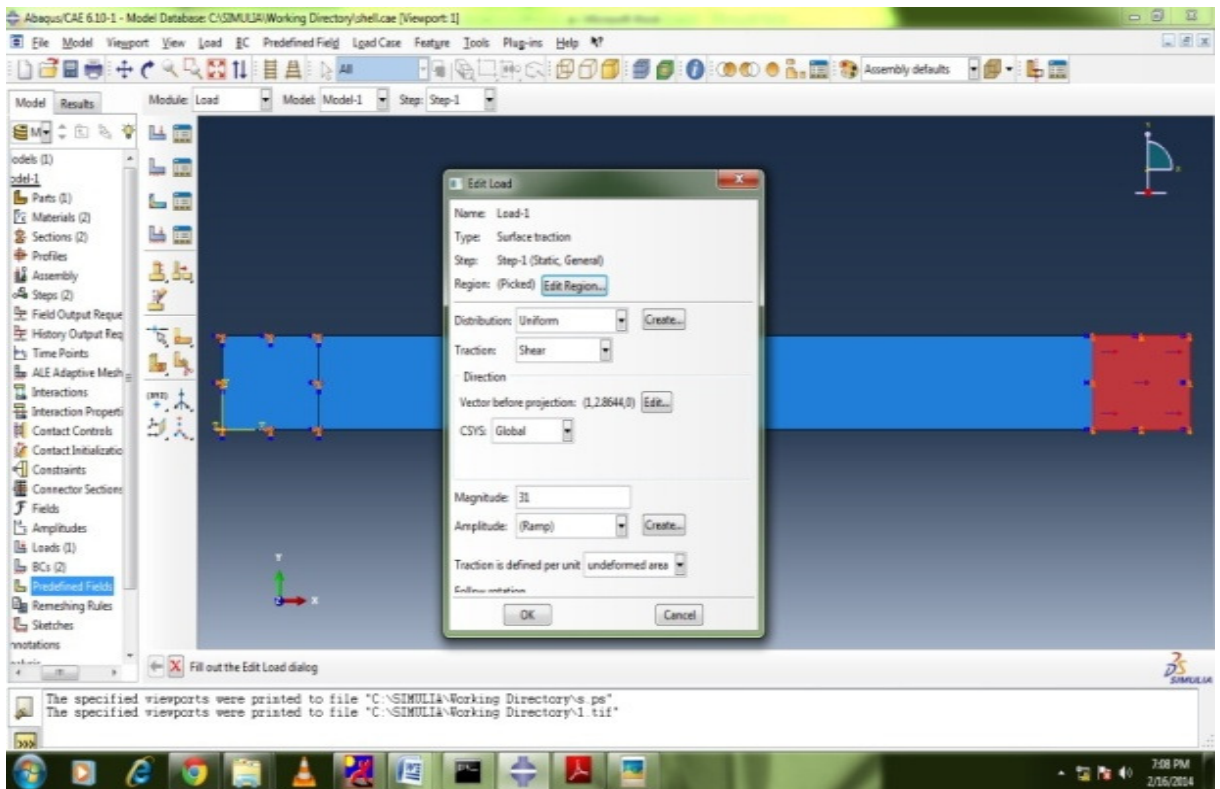 Abaqus/CAE 6.10-1 - Model Database: C:\SIMULIA\Working Directory\shell.cae [Viewport: 1]
File Model Viewport View Load BC Predefined Field Load Case Feature Tools Plug-ins Help
All
Assembly defaults
Model Results
Module: Load Model: Model-1 Step: Step-1
odels (1)
odel-1
Parts (1)
Materials (2)
Sections (2)
Profiles
Assembly
Steps (2)
Field Output Reque
History Output Req
Time Points
ALE Adaptive Mesh
Interactions
Interaction Properti
Contact Controls
Contact Initializatio
Constraints
Connector Sections
Fields
Amplitudes
Loads (1)
BCs (2)
Predefined Fields
Remeshing Rules
Sketches
nnotations
Edit Load
Name: Load-1
Type: Surface traction
Step: Step-1 (Static, General)
Region: (Picked) Edit Region...
Distribution: Uniform Create...
Traction: Shear
Direction
Vector before projection: (1,2.8644,0) Edit...
CSYS: Global
Magnitude: 31
Amplitude: (Ramp) Create...
Traction is defined per unit undeformed area
Follow rotation
OK Cancel
Y
X
Fill out the Edit Load dialog
SIMULIA
The specified viewports were printed to file "C:\SIMULIA\Working Directory\s.ps"
The specified viewports were printed to file "C:\SIMULIA\Working Directory\1.tif"
>>>
7:08 PM
2/16/2014